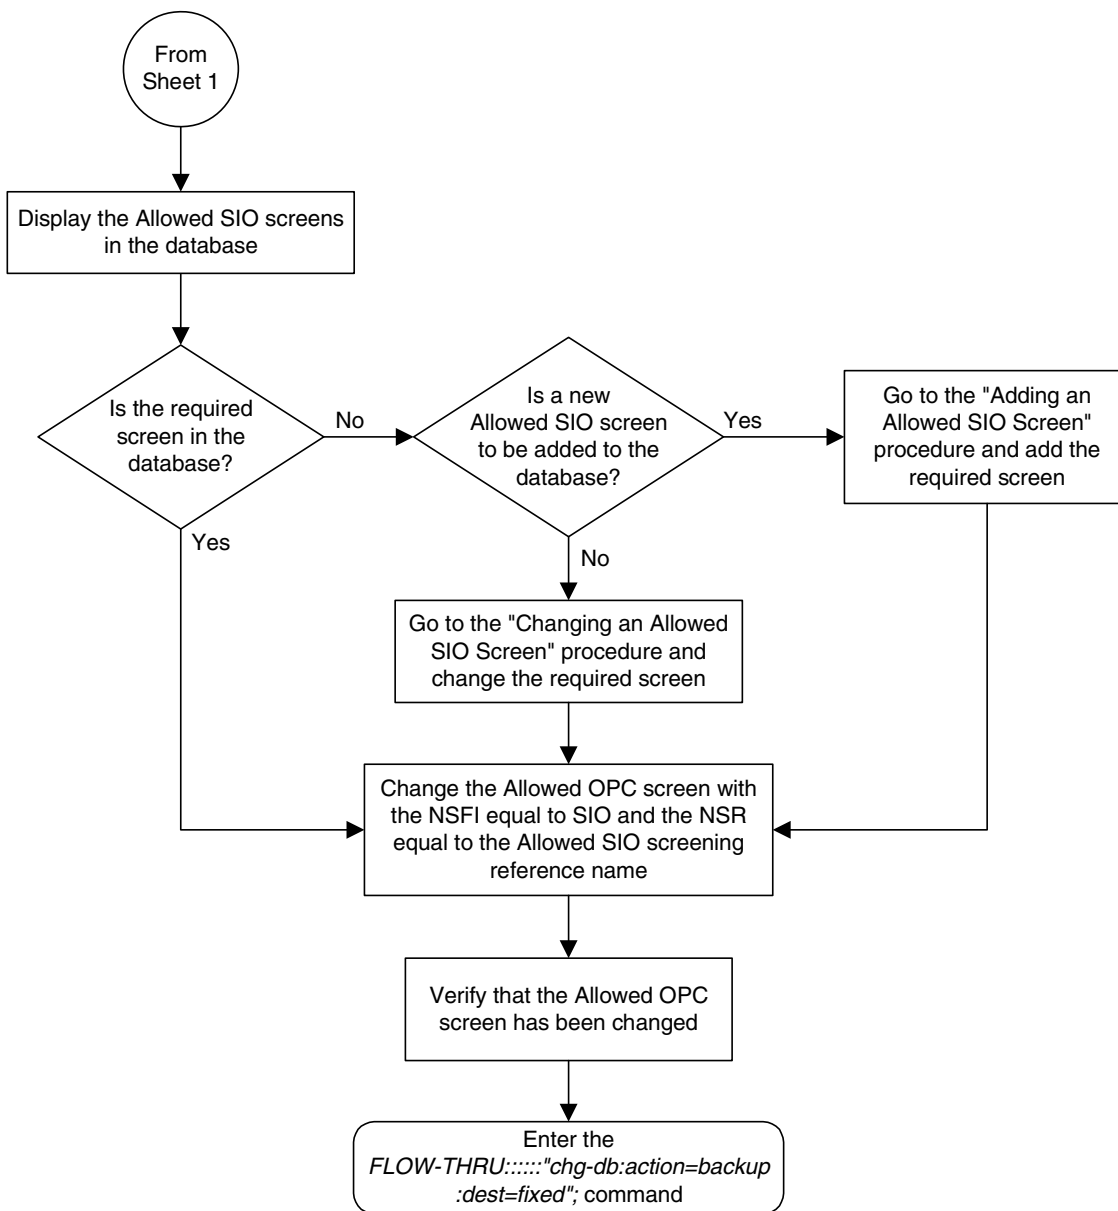 From
Sheet 1
Display the Allowed SIO screens
in the database
Is the required
screen in the
database?
No
Yes
Is a new
Allowed SIO screen
to be added to the
database?
Yes
No
Go to the "Adding an
Allowed SIO Screen"
procedure and add the
required screen
Go to the "Changing an Allowed
SIO Screen" procedure and
change the required screen
Change the Allowed OPC screen with
the NSFI equal to SIO and the NSR
equal to the Allowed SIO screening
reference name
Verify that the Allowed OPC
screen has been changed
Enter the
FLOW-THRU::::::"chg-db:action=backup
:dest=fixed"; command